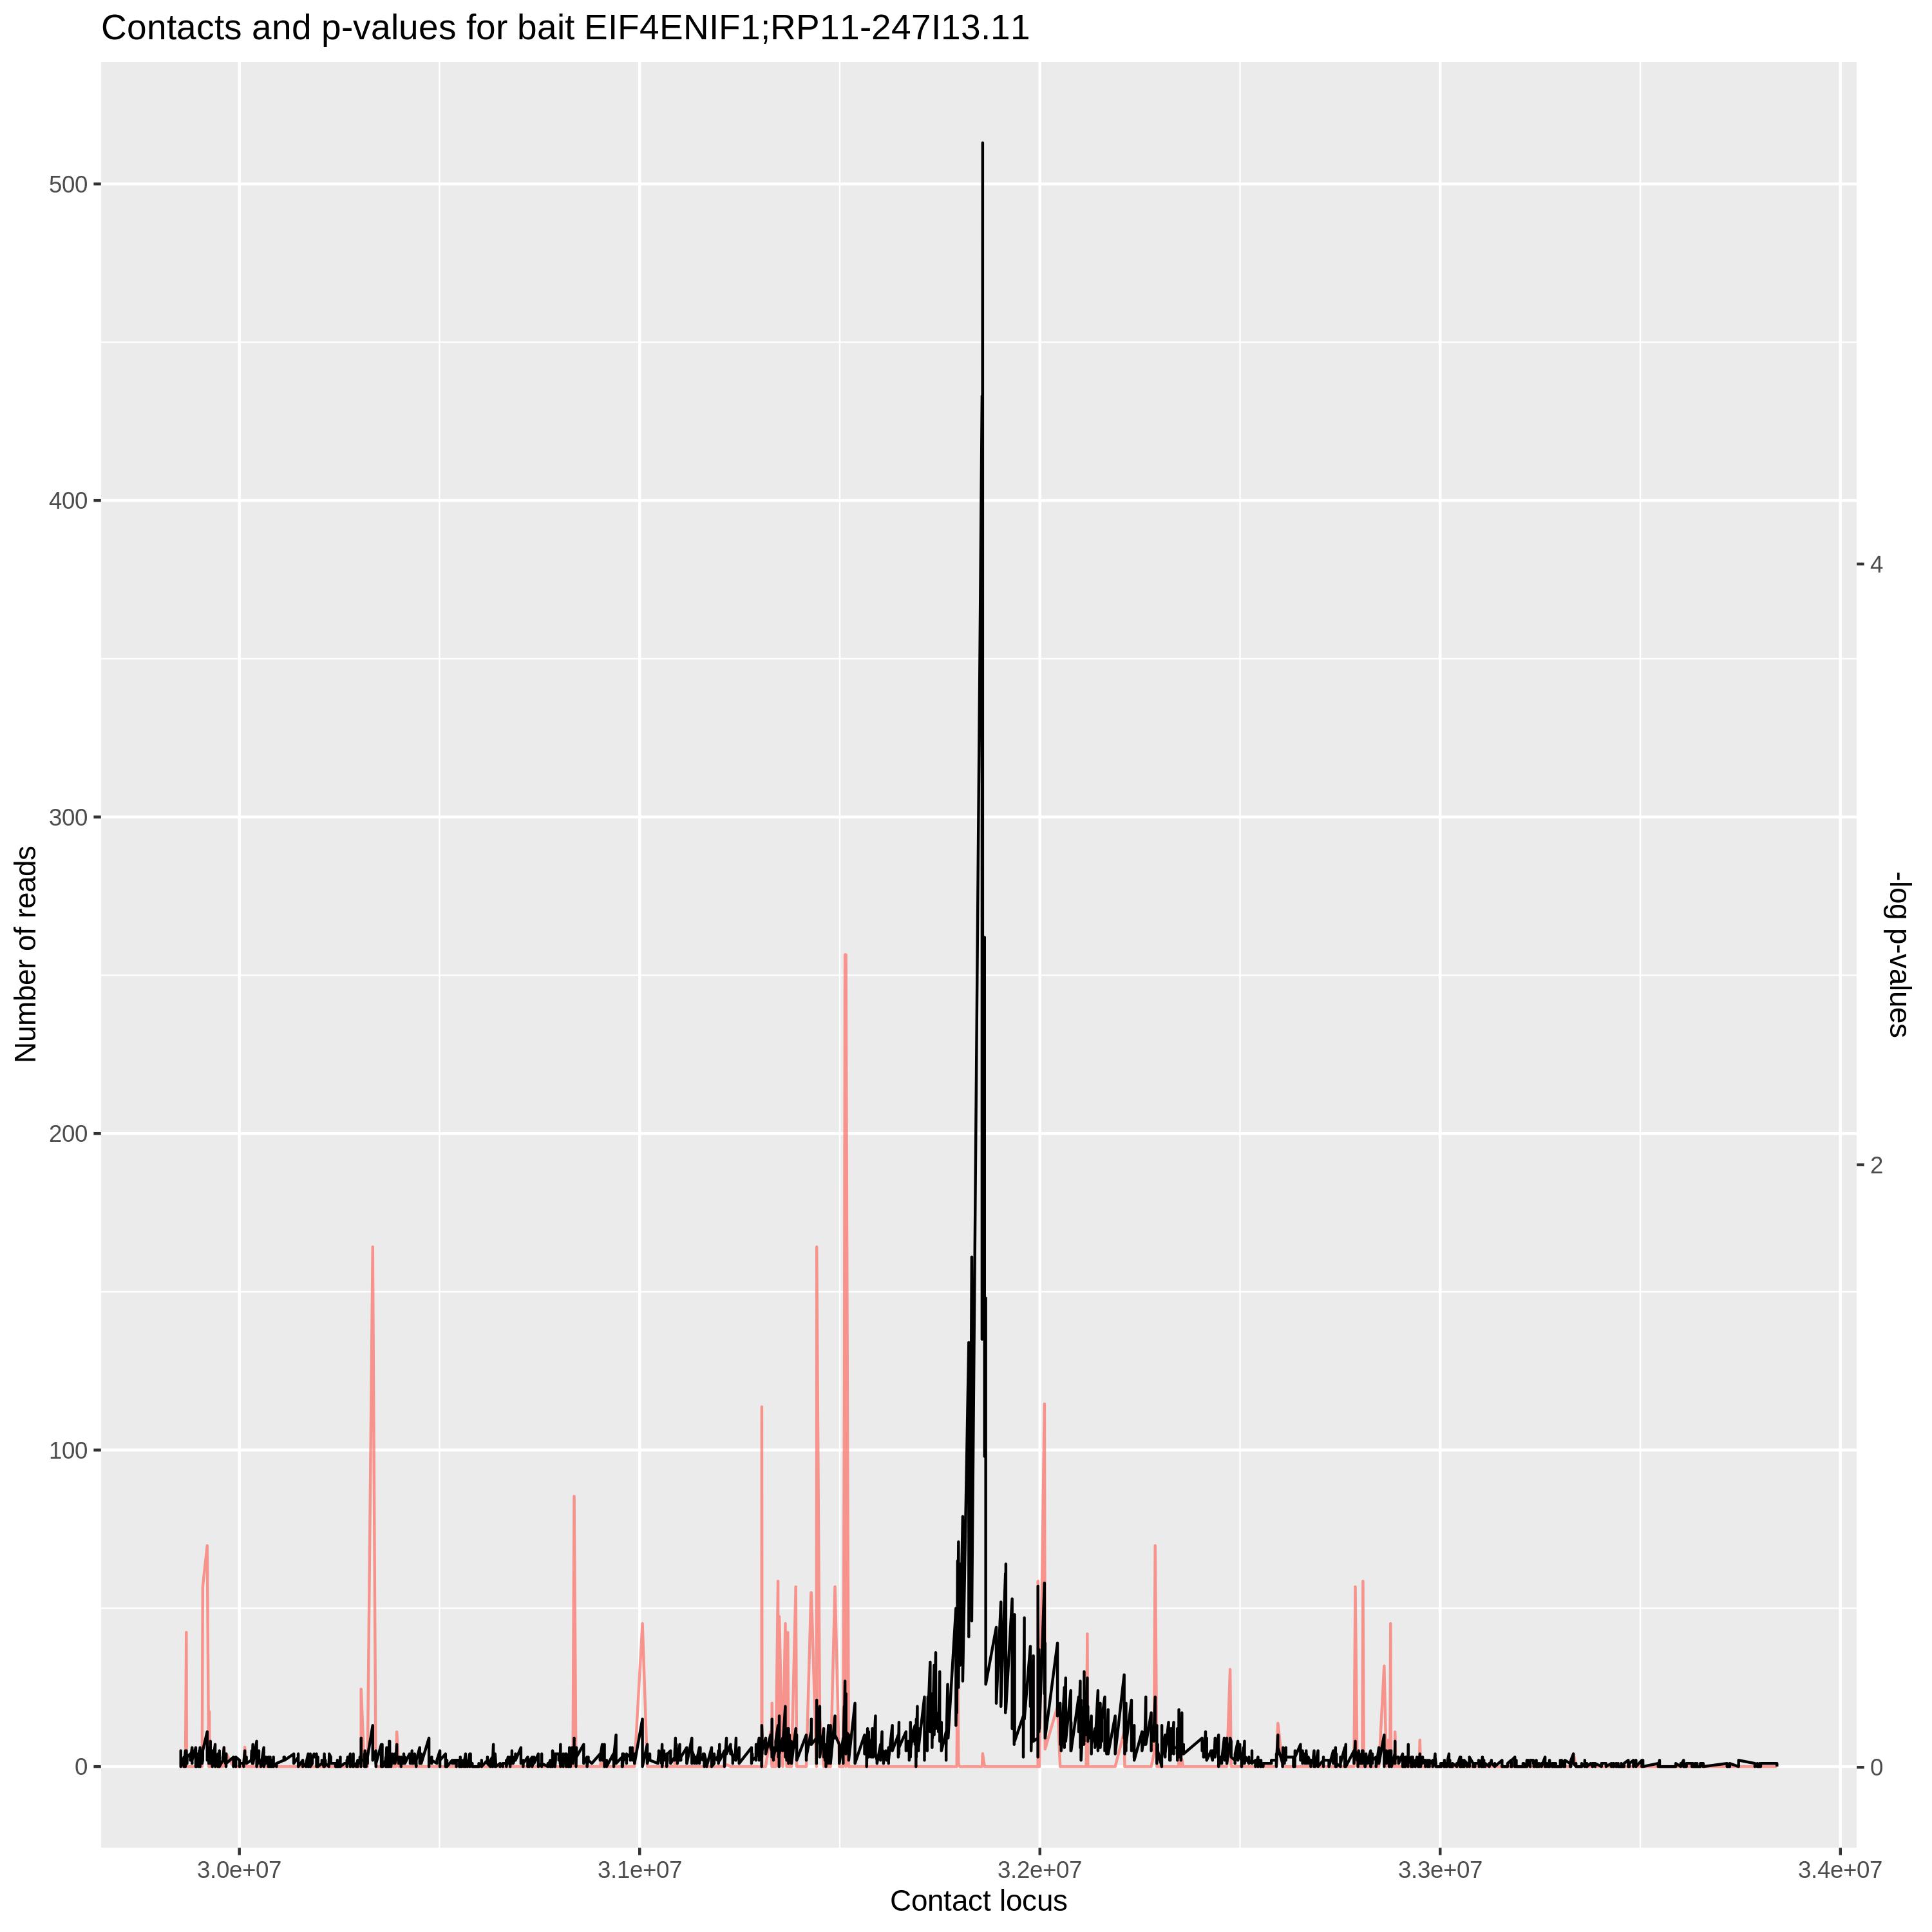 Contacts and p-values for bait EIF4ENIF1;RP11-247I13.11
500
400
300
200
100
0
Number of reads
4
2
0
-log p-values
3.0e+07
3.1e+07
3.2e+07
3.3e+07
3.4e+07
Contact locus